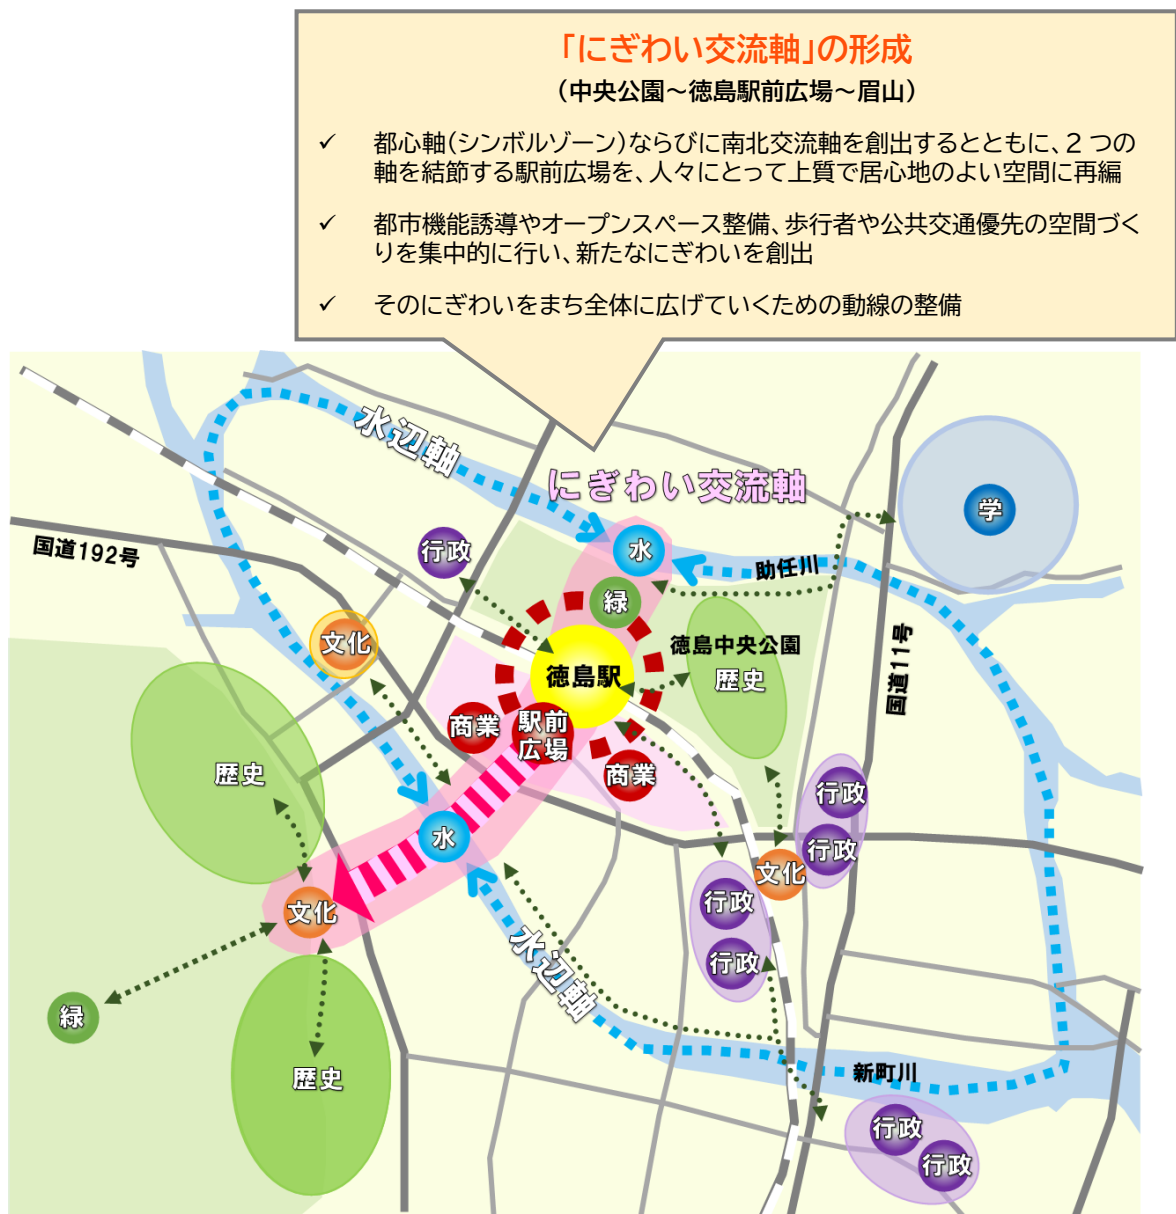 「にぎわい交流軸」の形成
(中央公園～徳島駅前広場～眉山)
✓ 都心軸(シンボルゾーン)ならびに南北交流軸を創出するとともに、2つの
軸を結節する駅前広場を、人々にとって上質で居心地のよい空間に再編
✓ 都市機能誘導やオープンスペース整備、歩行者や公共交通優先の空間づく
りを集中的に行い、新たなにぎわいを創出
✓ そのにぎわいをまち全体に広げていくための動線の整備
水辺軸
にぎわい交流軸
学
国道192号
行政
水
助任川
緑
文化
徳島中央公園
徳島駅
歴史
国道11号
商業
駅前
広場
商業
歴史
行政
水
行政
文化
文化
行政
水辺軸
行政
緑
歴史
新町川
行政
行政